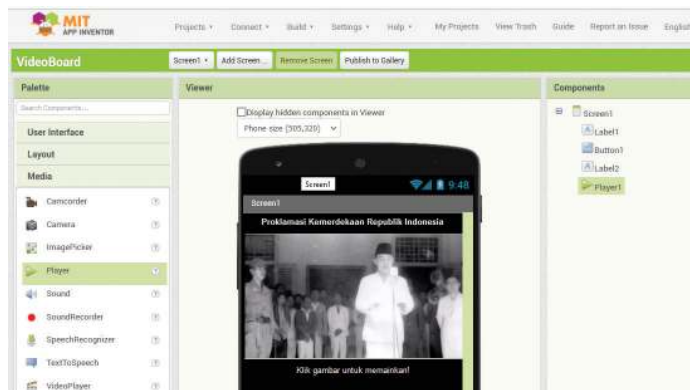 MIT
APP INVENTOR
Projects Connect Build Settings Help My Projects View Trash Guide Report an Issue English
VideoBoard
Screen1 Add Screen ... Remove Screen Publish to Gallery
Palette Viewer Components
Search Components...
User Interface
Layout
Media
Camcorder
Camera
ImagePicker
Player
Sound
SoundRecorder
SpeechRecognizer
TextToSpeech
VideoPlayer
Display hidden components in Viewer
Phone size (505,320)
Screen1
9:48
Screen1
Proklamasi Kemerdekaan Republik Indonesia
Klik gambar untuk memainkan!
Screen1
Label1
Button1
Label2
Player1